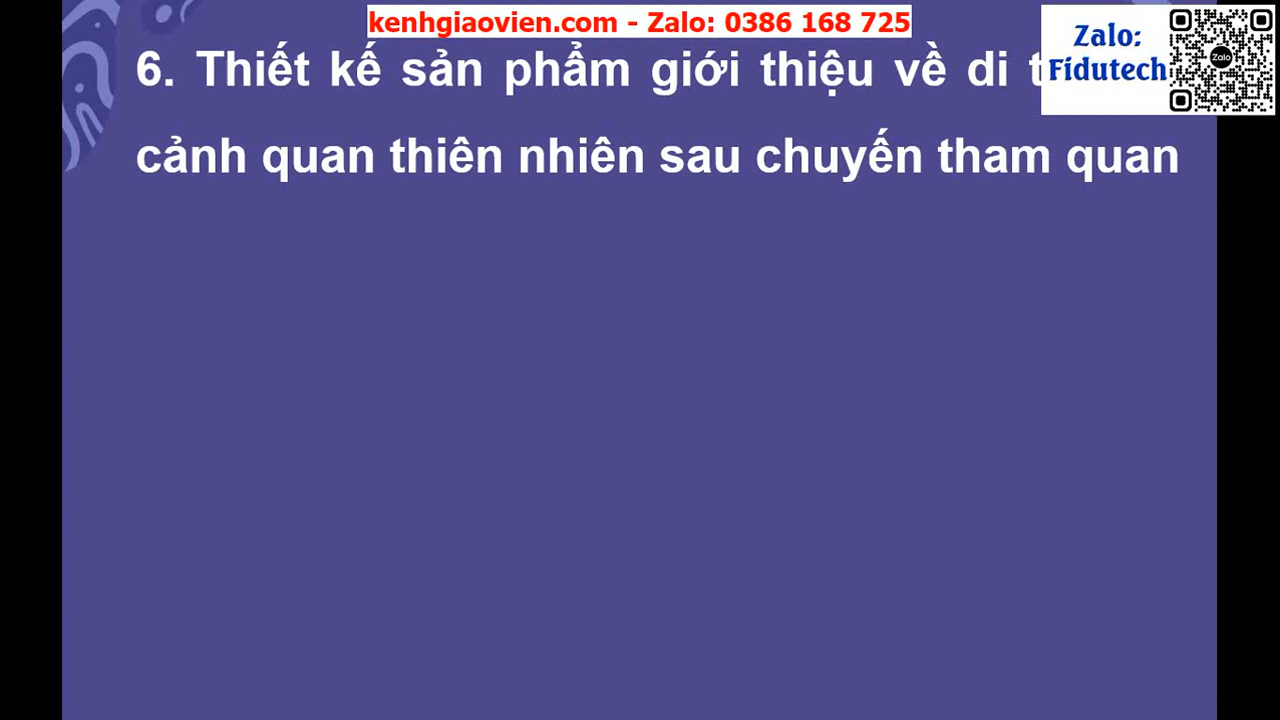 kenhgiaovien.com - Zalo: 0386 168 725
Zalo:
Fidutech
Zalo
6. Thiết kế sản phẩm giới thiệu về di
cảnh quan thiên nhiên sau chuyến tham quan